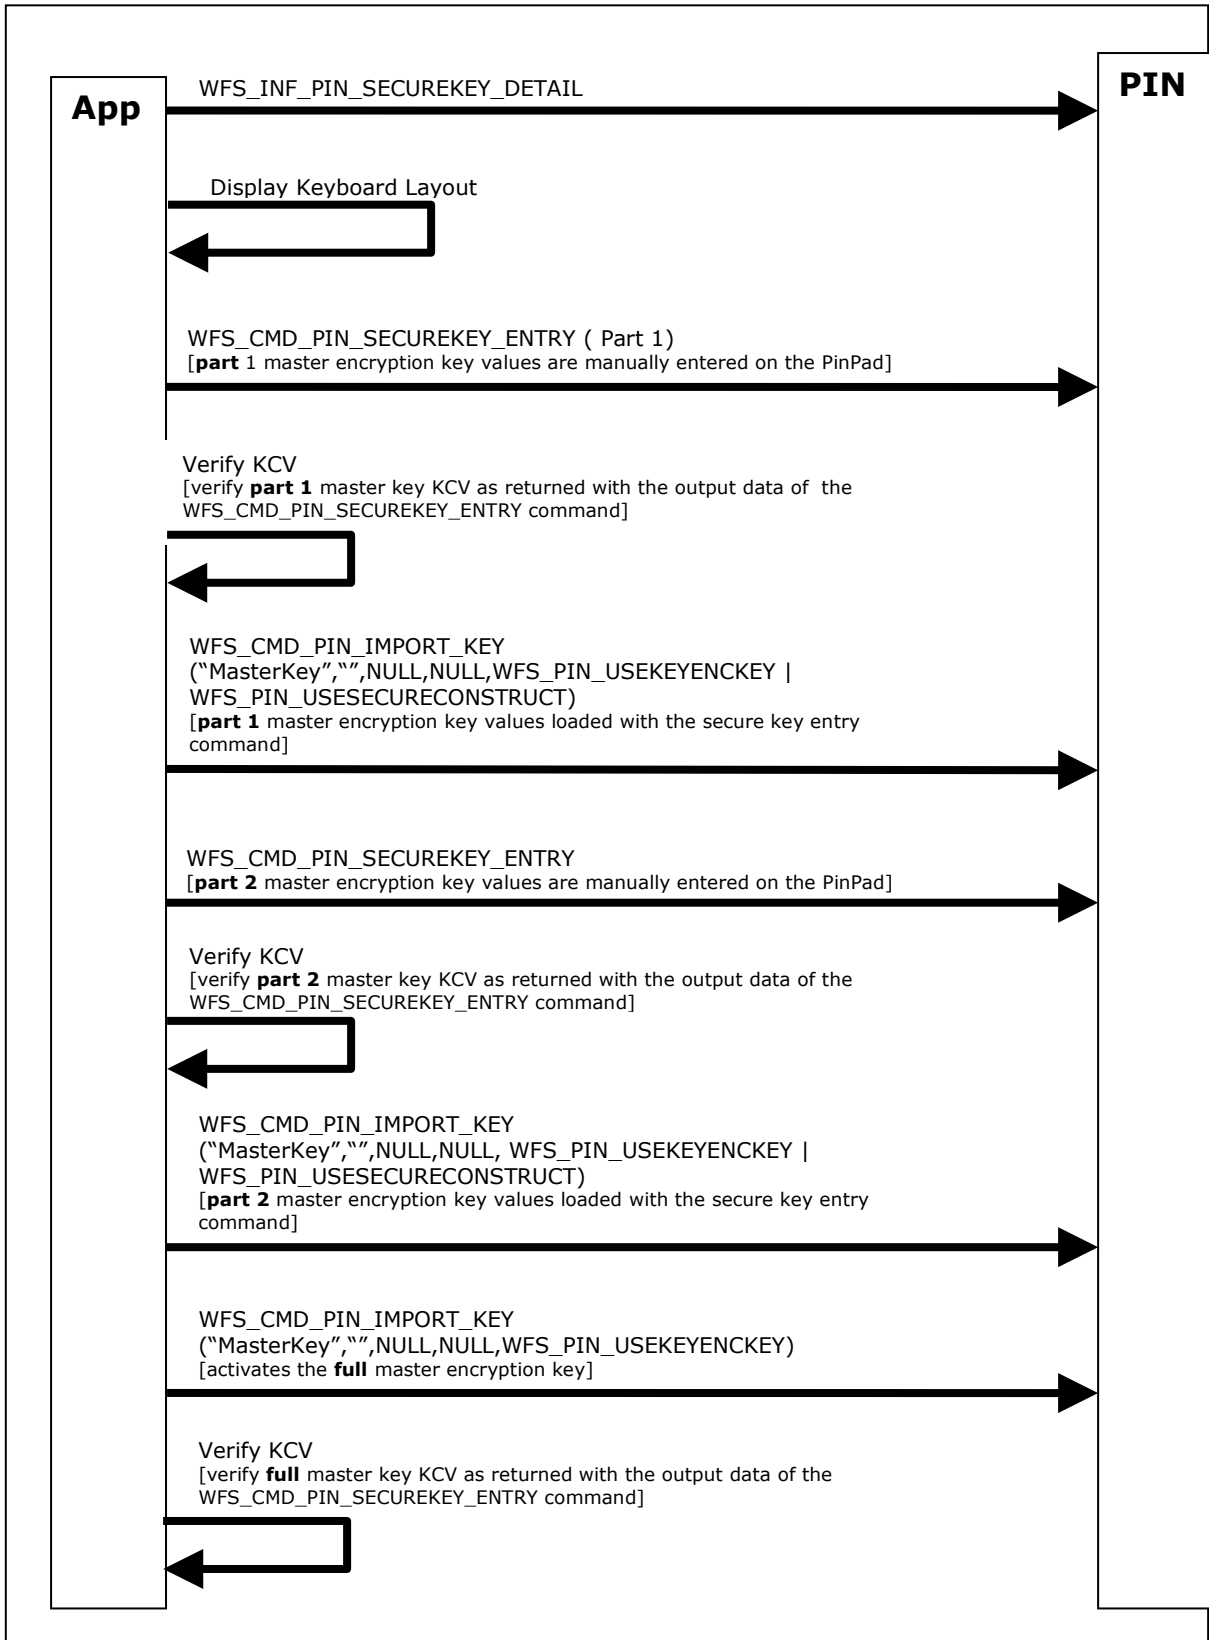 WFS_INF_PIN_SECUREKEY_DETAIL
PIN
App
Display Keyboard Layout
WFS_CMD_PIN_SECUREKEY_ENTRY ( Part 1)
[part 1 master encryption key values are manually entered on the PinPad]
Verify KCV
[verify part 1 master key KCV as returned with the output data of  the
WFS_CMD_PIN_SECUREKEY_ENTRY command]
WFS_CMD_PIN_IMPORT_KEY
(“MasterKey”,“”,NULL,NULL,WFS_PIN_USEKEYENCKEY |
WFS_PIN_USESECURECONSTRUCT)
[part 1 master encryption key values loaded with the secure key entry
command]
WFS_CMD_PIN_SECUREKEY_ENTRY
[part 2 master encryption key values are manually entered on the PinPad]
Verify KCV
[verify part 2 master key KCV as returned with the output data of the
WFS_CMD_PIN_SECUREKEY_ENTRY command]
WFS_CMD_PIN_IMPORT_KEY
(“MasterKey”,“”,NULL,NULL, WFS_PIN_USEKEYENCKEY |
WFS_PIN_USESECURECONSTRUCT)
[part 2 master encryption key values loaded with the secure key entry
command]
WFS_CMD_PIN_IMPORT_KEY
(“MasterKey”,“”,NULL,NULL,WFS_PIN_USEKEYENCKEY)
[activates the full master encryption key]
Verify KCV
[verify full master key KCV as returned with the output data of the
WFS_CMD_PIN_SECUREKEY_ENTRY command]